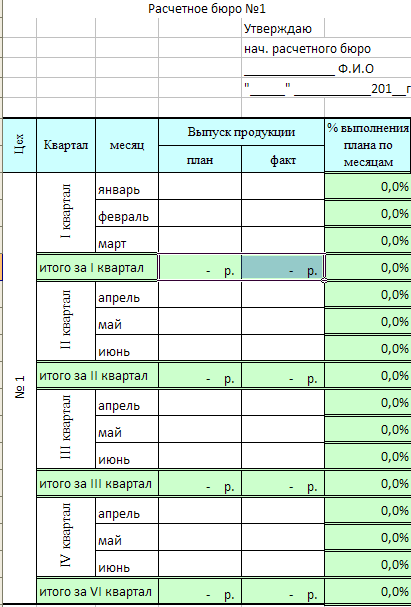 Расчетное бюро №1
Утверждаю
нач. расчетного бюро
______________ Ф.И.О
"_____" ____________201__г
Цех Квартал месяц Выпуск продукции % выполнения плана по месяцам
план факт
I квартал
январь 0,0%
февраль 0,0%
март 0,0%
итого за I квартал - р. - р. 0,0%
II квартал
апрель 0,0%
май 0,0%
июнь 0,0%
итого за II квартал - р. - р. 0,0%
№ 1
III квартал
апрель 0,0%
май 0,0%
июнь 0,0%
итого за III квартал - р. - р. 0,0%
IV квартал
апрель 0,0%
май 0,0%
июнь 0,0%
итого за VI квартал - р. - р. 0,0%